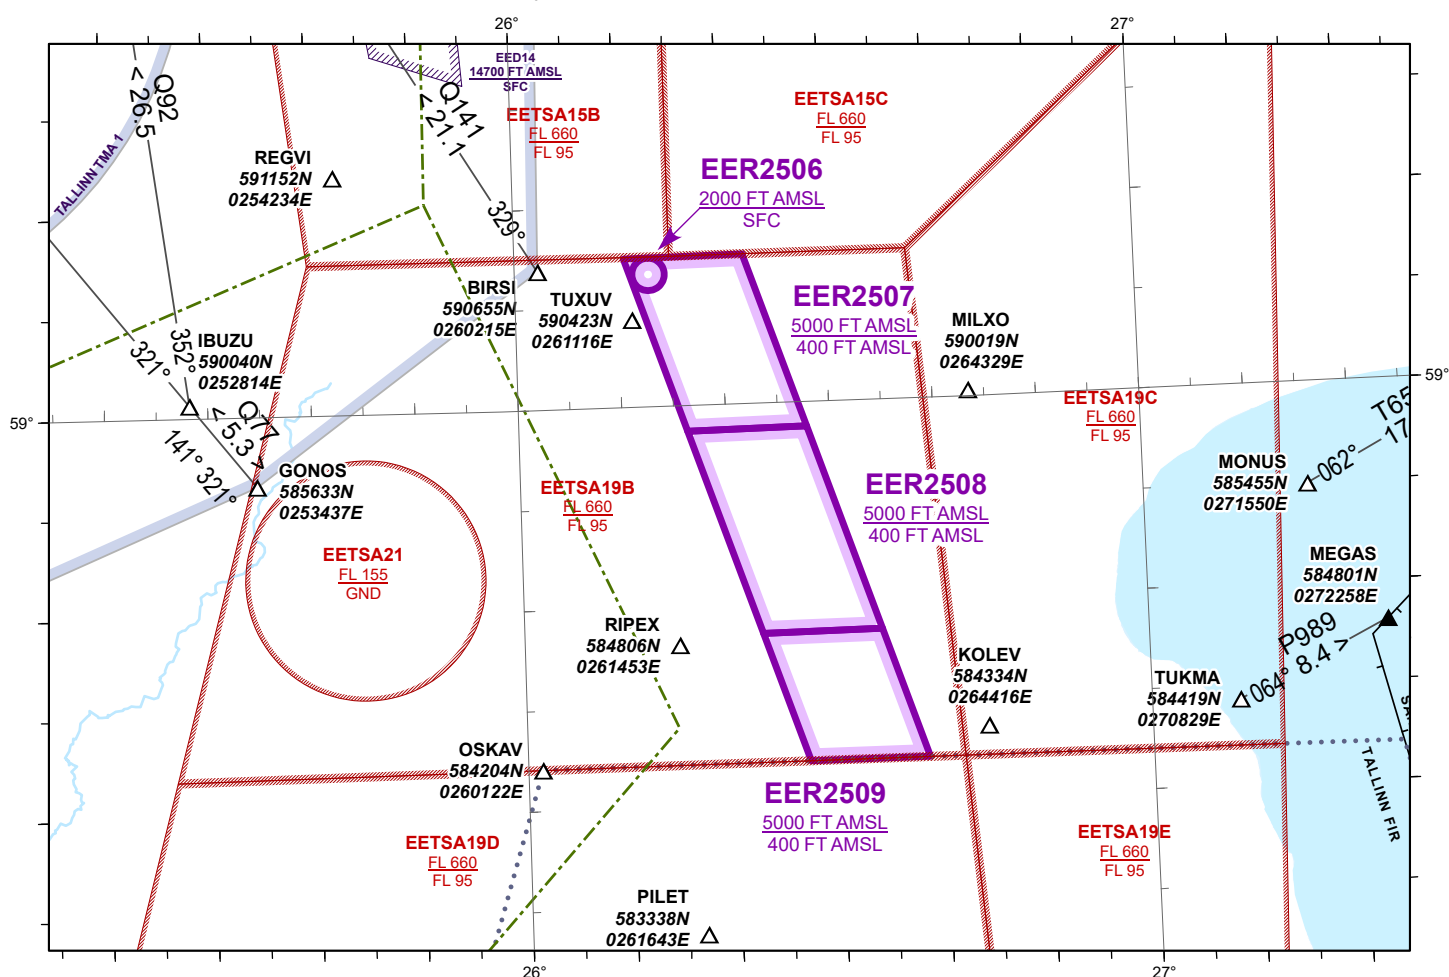 26°
27°
EED14
14700 FT AMSL
SFC
Q92
< 26.5
Q141
< 21.1
TALLINN TMA 1
EETSA15B
FL 660
FL 95
EETSA15C
FL 660
FL 95
REGVI
591152N
0254234E
EER2506
2000 FT AMSL
SFC
329°
BIRSI
590655N
0260215E
TUXUV
590423N
0261116E
EER2507
5000 FT AMSL
400 FT AMSL
MILXO
590019N
0264329E
IBUZU
590040N
0252814E
352°
321°
59°
59°
Q77
< 5.3 >
141° 321°
GONOS
585633N
0253437E
EETSA19C
FL 660
FL 95
T65
17
062°
MONUS
585455N
0271550E
EETSA19B
FL 660
FL 95
EER2508
5000 FT AMSL
400 FT AMSL
EETSA21
FL 155
GND
MEGAS
584801N
0272258E
RIPEX
584806N
0261453E
P989
064° 8.4 >
KOLEV
584334N
0264416E
TUKMA
584419N
0270829E
OSKAV
584204N
0260122E
TALLINN FIR
EER2509
5000 FT AMSL
400 FT AMSL
EETSA19D
FL 660
FL 95
EETSA19E
FL 660
FL 95
PILET
583338N
0261643E
26°
27°